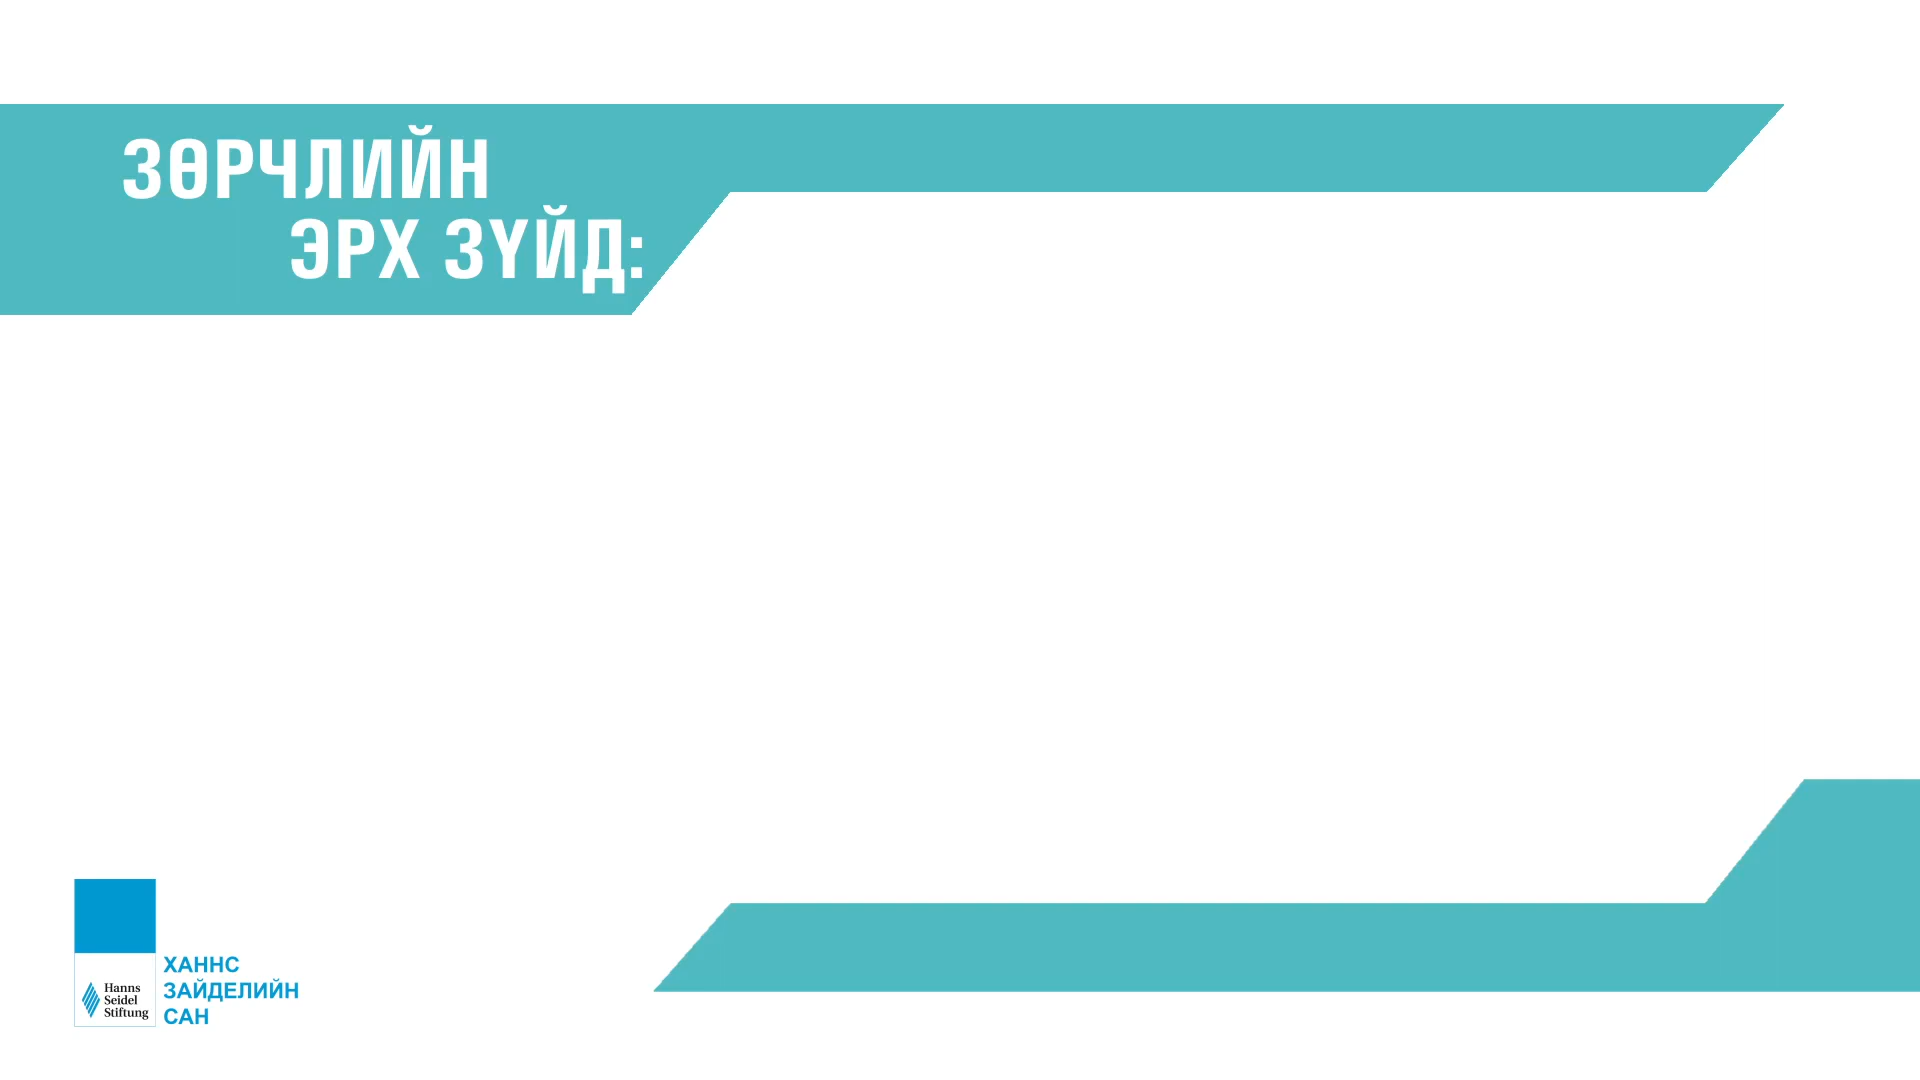 ЗӨРЧЛИЙН
ЭРХ ЗҮЙД:
Hanns
Seidel
Stiftung
ХАННС
ЗАЙДЕЛИЙН
САН